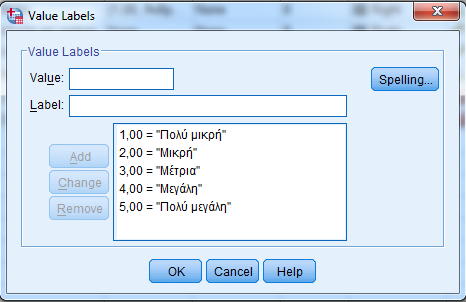 Value Labels
Value Labels
Value:
Spelling...
Label:
1,00 = "Πολύ μικρή"
2,00 = "Μικρή"
3,00 = "Μέτρια"
4,00 = "Μεγάλη"
5,00 = "Πολύ μεγάλη"
Add
Change
Remove
OK Cancel Help